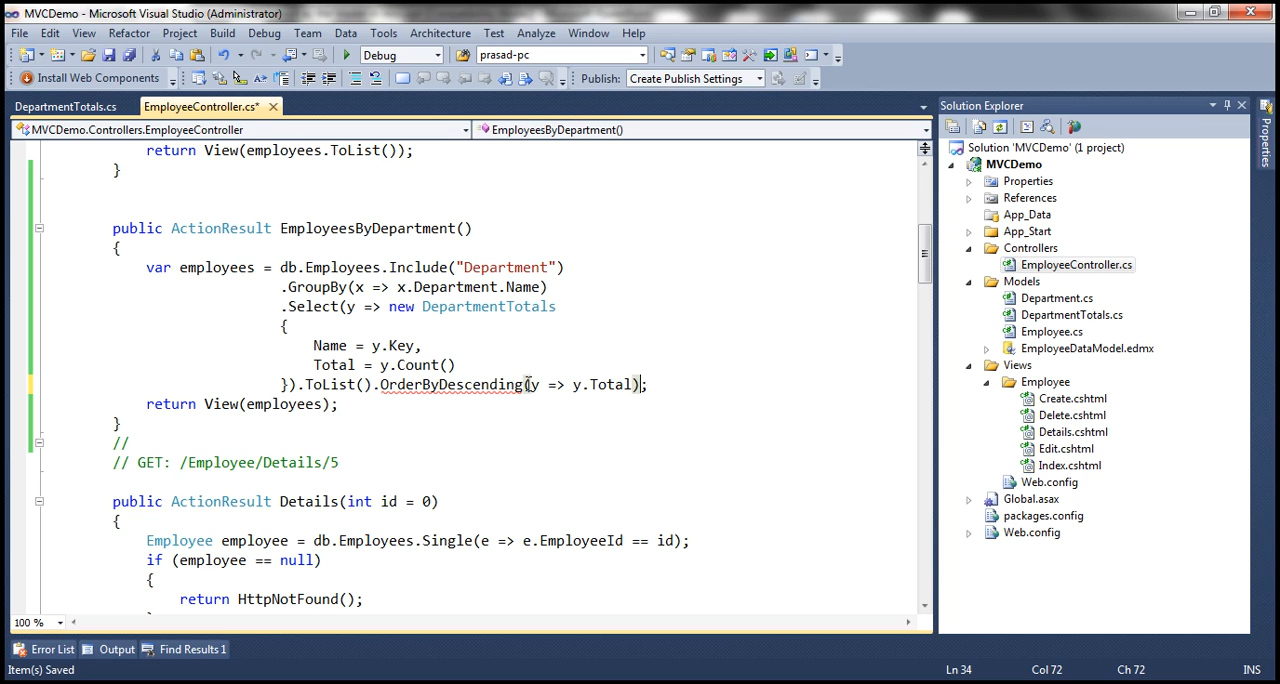 MVCDemo - Microsoft Visual Studio (Administrator)
File Edit View Refactor Project Build Debug Team Data Tools Architecture Test Analyze Window Help
Debug prasad-pc
Install Web Components Publish: Create Publish Settings
DepartmentTotals.cs EmployeeController.cs*
MVCDemo.Controllers.EmployeeController EmployeesByDepartment()
return View(employees.ToList());
}
public ActionResult EmployeesByDepartment()
{
var employees = db.Employees.Include("Department")
.GroupBy(x => x.Department.Name)
.Select(y => new DepartmentTotals
{
Name = y.Key,
Total = y.Count()
}).ToList().OrderByDescending(y => y.Total);
return View(employees);
}
//
// GET: /Employee/Details/5
public ActionResult Details(int id = 0)
{
Employee employee = db.Employees.Single(e => e.EmployeeId == id);
if (employee == null)
{
return HttpNotFound();
100 %
Solution Explorer
Solution 'MVCDemo' (1 project)
MVCDemo
Properties
References
App_Data
App_Start
Controllers
EmployeeController.cs
Models
Department.cs
DepartmentTotals.cs
Employee.cs
EmployeeDataModel.edmx
Views
Employee
Create.cshtml
Delete.cshtml
Details.cshtml
Edit.cshtml
Index.cshtml
Web.config
Global.asax
packages.config
Web.config
Properties
Error List Output Find Results 1
Item(s) Saved Ln 34 Col 72 Ch 72 INS